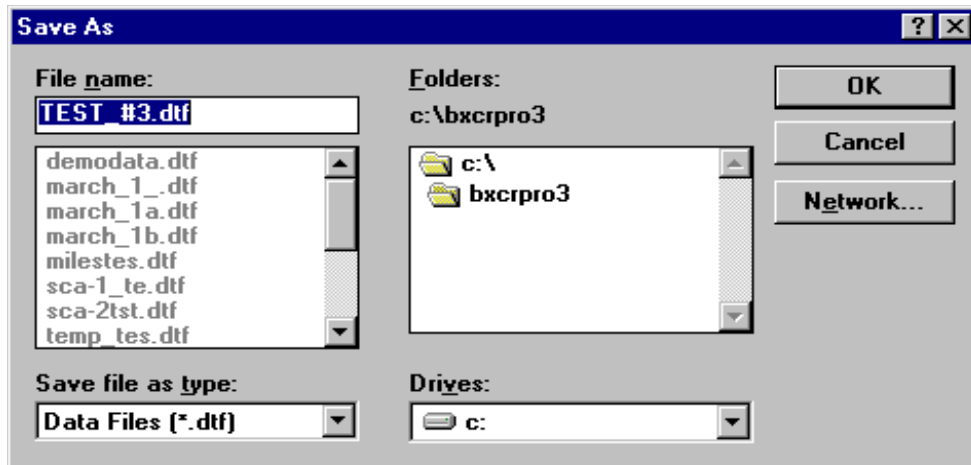 Save As
File name:
TEST_#3.dtf
demodata.dtf
march_1_.dtf
march_1a.dtf
march_1b.dtf
milestes.dtf
sca-1_te.dtf
sca-2tst.dtf
temp_tes.dtf
Save file as type:
Data Files (*.dtf)
Folders:
c:\bxcrpro3
c:\
bxcrpro3
Drives:
c:
OK
Cancel
Network...